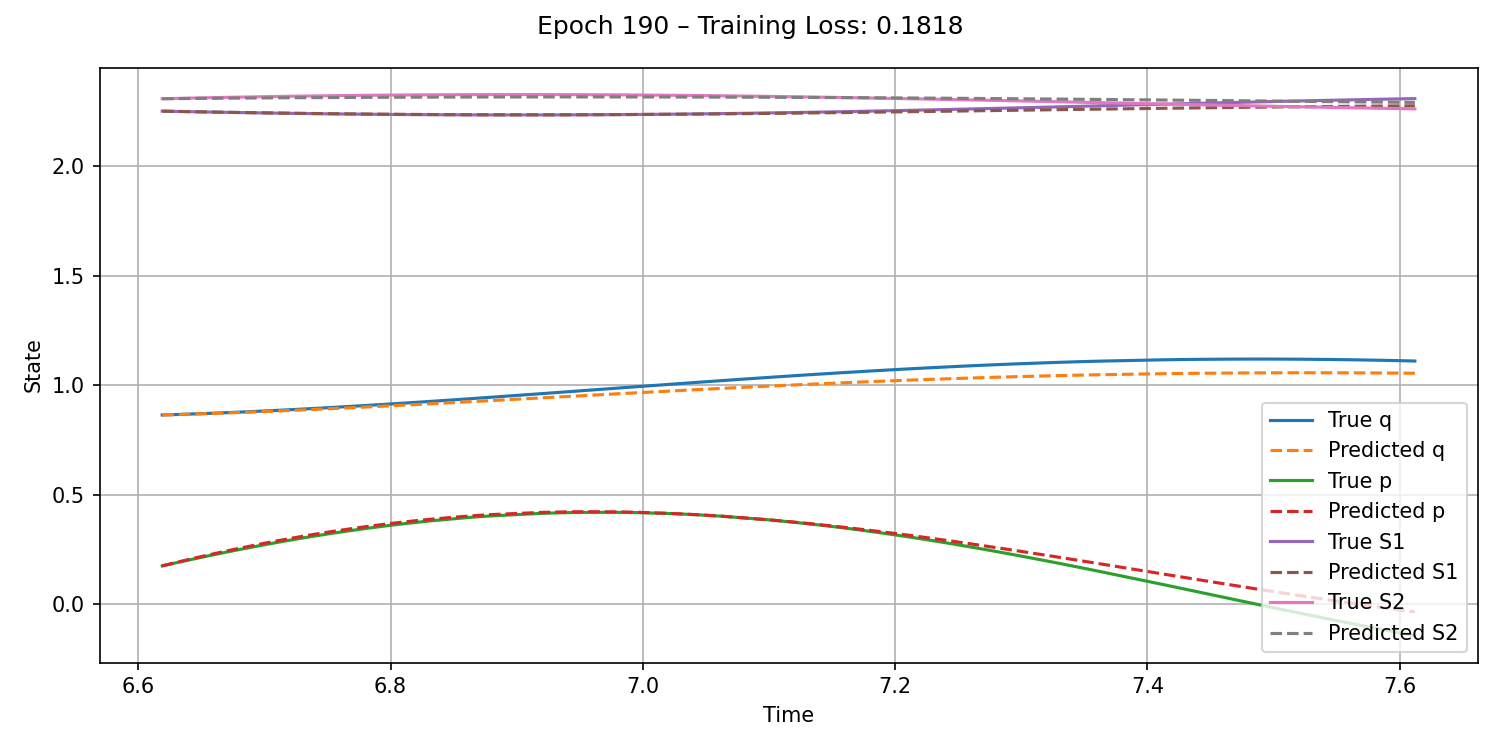 Epoch 190 – Training Loss: 0.1818
State
2.0
1.5
1.0
0.5
0.0
True q
Predicted q
True p
Predicted p
True S1
Predicted S1
True S2
Predicted S2
6.6 6.8 7.0 7.2 7.4 7.6
Time